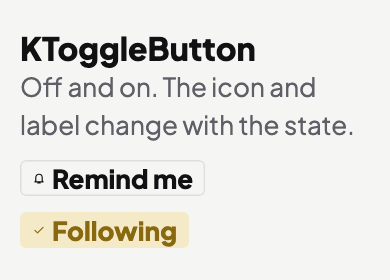 KToggleButton
Off and on. The icon and
label change with the state.
Remind me
Following